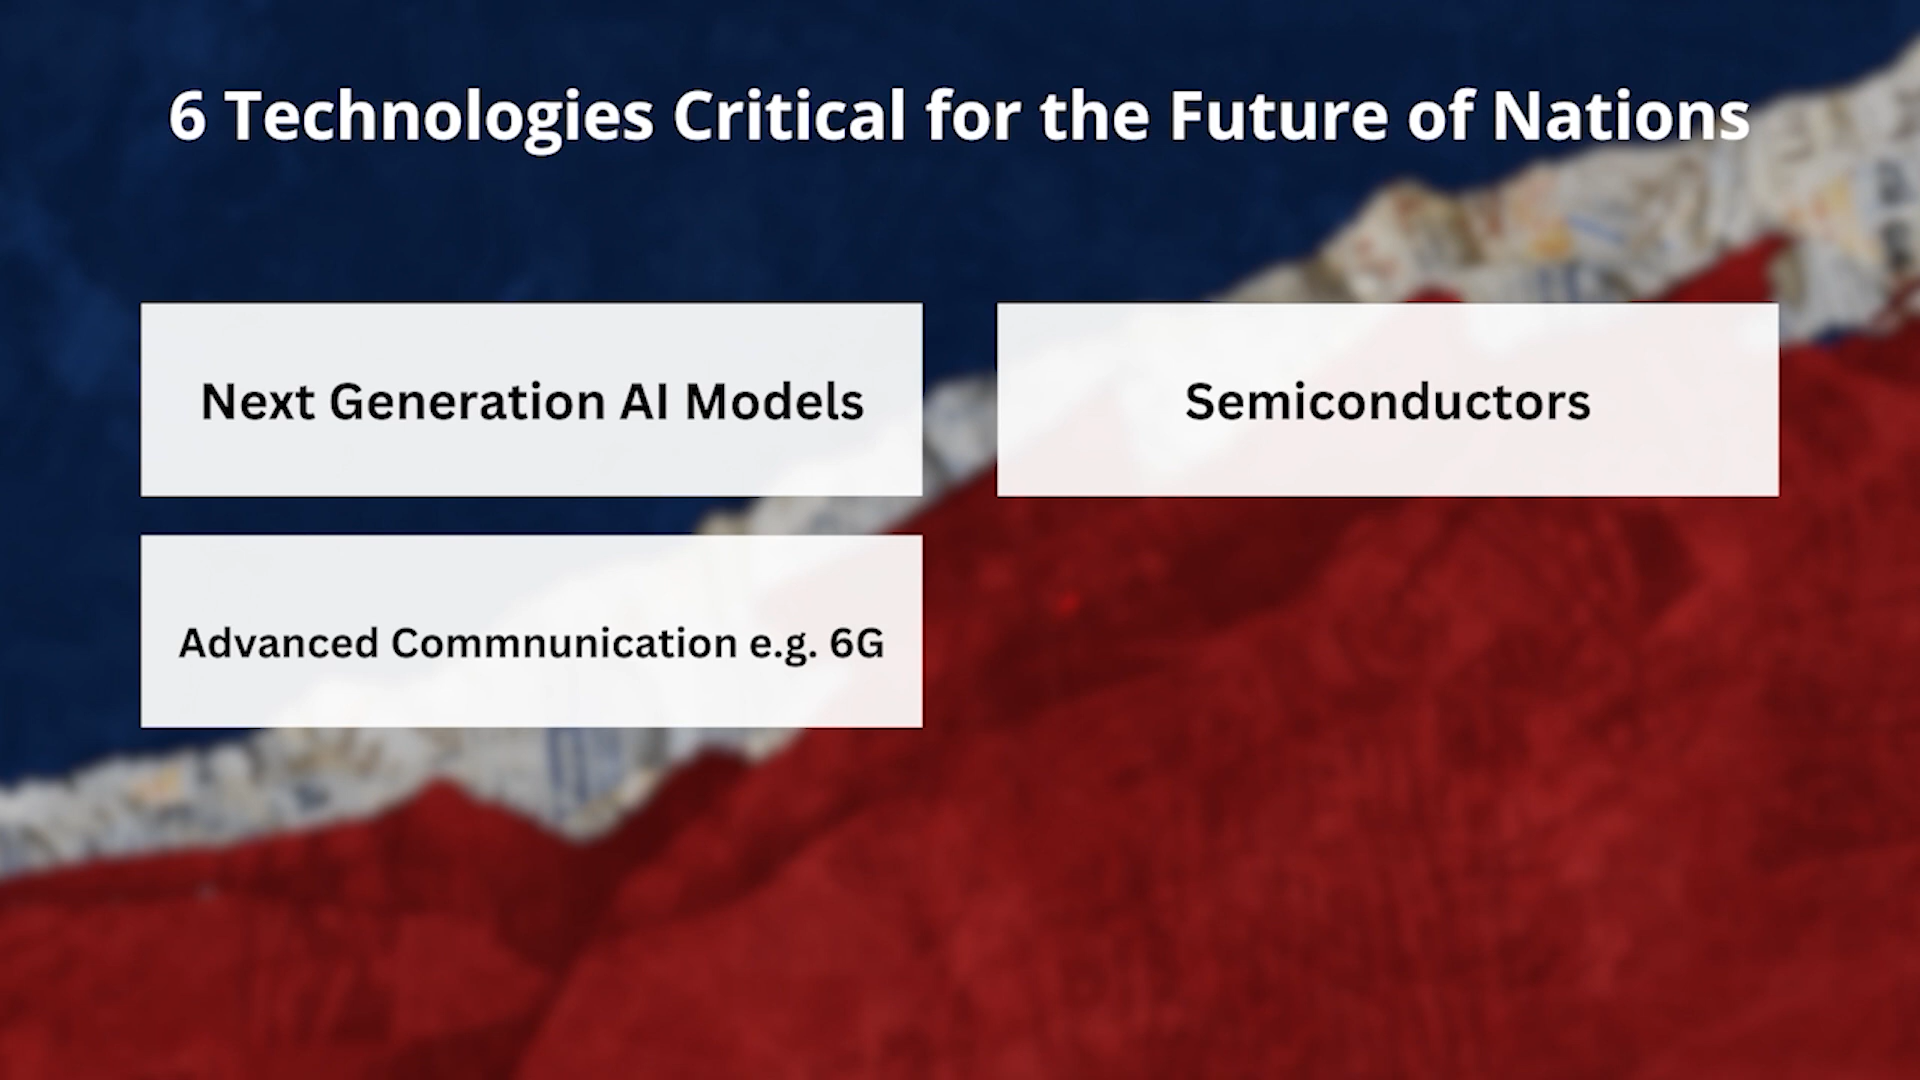 6 Technologies Critical for the Future of Nations
Next Generation AI Models
Semiconductors
Advanced Commnunication e.g. 6G